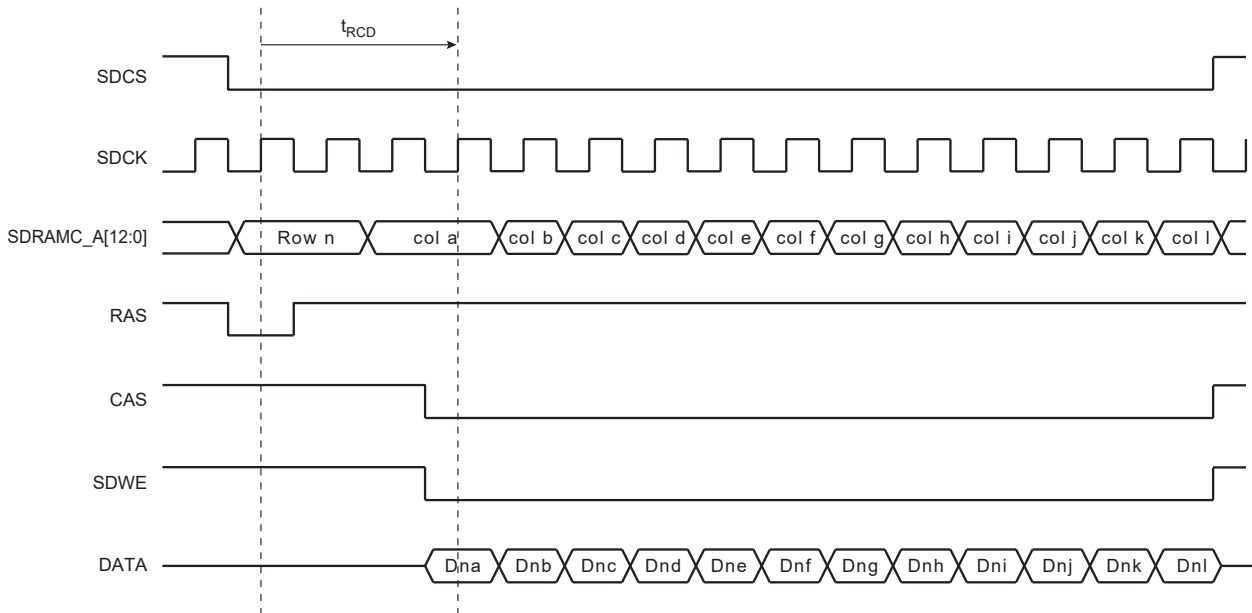 tRCD
SDCS
SDCK
SDRAMC_A[12:0] Row n col a col b col c col d col e col f col g col h col i col j col k col l
RAS
CAS
SDWE
DATA Dna Dnb Dnc Dnd Dne Dnf Dng Dnh Dni Dnj Dnk Dnl